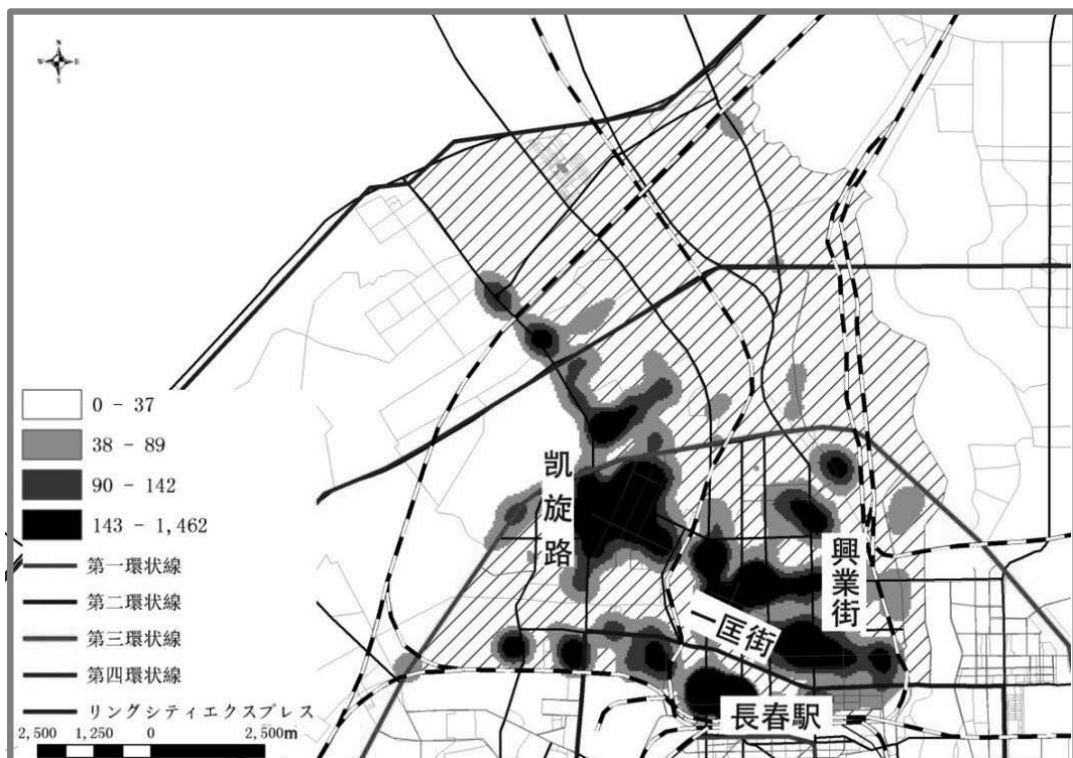 N
W E
S
0 - 37
38 - 89
90 - 142
143 - 1,462
第一環状線
第二環状線
第三環状線
第四環状線
リングシティエクスプレス
2,500 1,250 0 2,500m
凯旋路
興業街
一匡街
長春駅